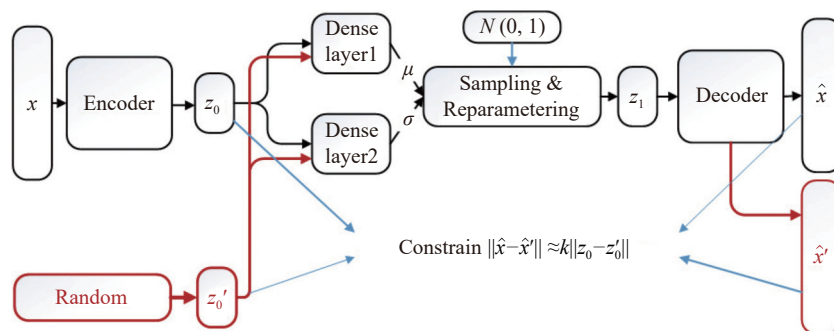 x
Encoder
z₀
Dense
layer1
Dense
layer2
μ
σ
N (0, 1)
Sampling &
Reparametering
z₁
Decoder
x̂
Constrain ||x̂−x̂′|| ≈k||z₀−z₀′||
Random
z₀′
x̂′